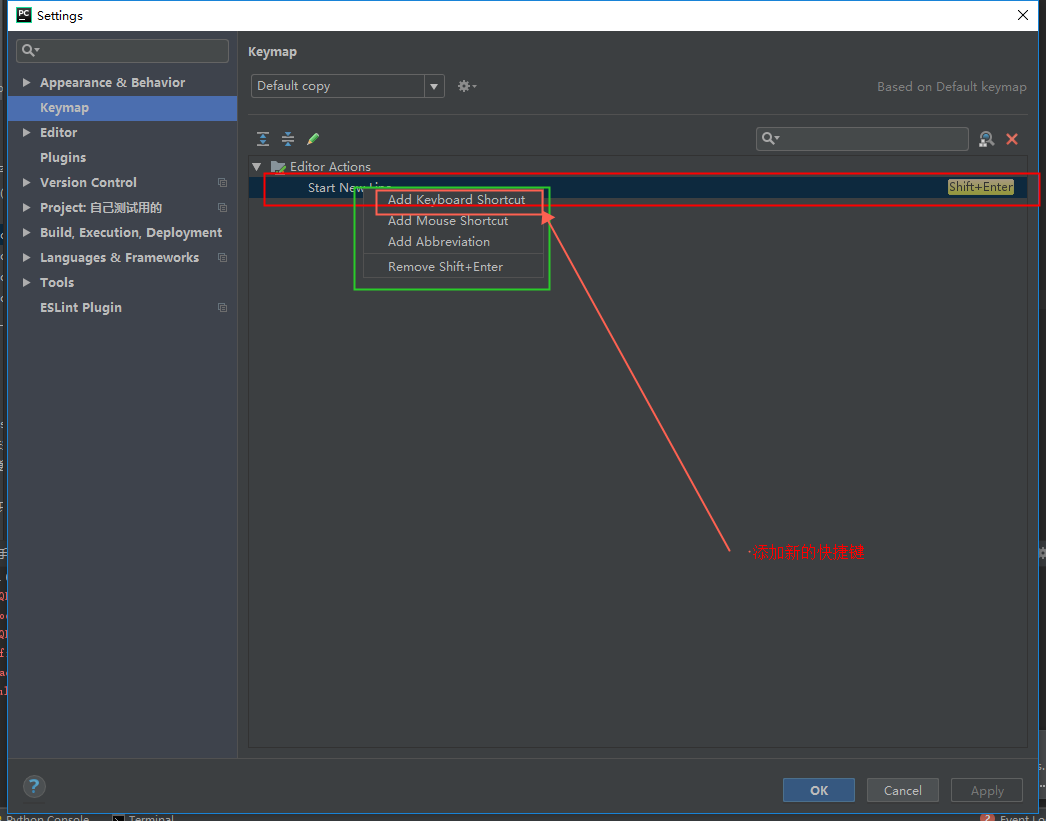 PC Settings
Keymap
Default copy
Based on Default keymap
Appearance & Behavior
Keymap
Editor
Plugins
Version Control
Project: 自己测试用的
Build, Execution, Deployment
Languages & Frameworks
Tools
ESLint Plugin
Editor Actions
Start New Line
Shift+Enter
Add Keyboard Shortcut
Add Mouse Shortcut
Add Abbreviation
Remove Shift+Enter
添加新的快捷键
?
OK
Cancel
Apply
Python Console
Terminal
2 Event Lo